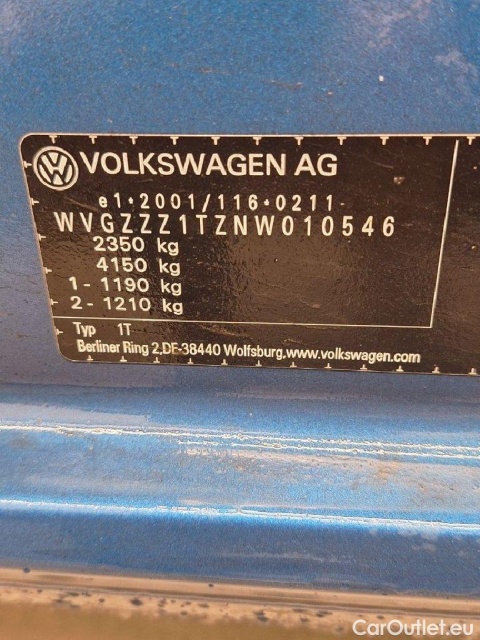 VOLKSWAGEN AG
e1*2001/116*0211
WVGZZZ1TZNW010546
2350 kg
4150 kg
1 - 1190 kg
2 - 1210 kg
Typ 1T
Berliner Ring 2,DE-38440 Wolfsburg.www.volkswagen.com
CarOutlet.eu